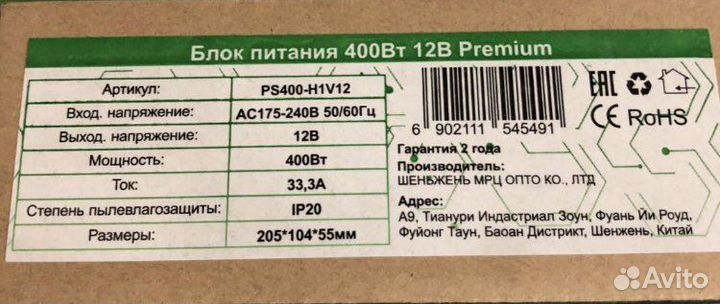 Блок питания 400Вт 12В Premium
Артикул: PS400-H1V12
Вход. напряжение: AC175-240В 50/60Гц
Выход. напряжение: 12В
Мощность: 400Вт
Ток: 33,3А
Степень пылевлагозащиты: IP20
Размеры: 205*104*55мм
6 902111 545491
EAC
CE RoHS
Гарантия 2 года
Производитель:
ШЕНЬЖЕНЬ МРЦ ОПТО КО., ЛТД
Адрес:
А9, Тианури Индастриал Зоун, Фуань Йи Роуд,
Фуйонг Таун, Баоан Дистрикт, Шенжень, Китай
Avito